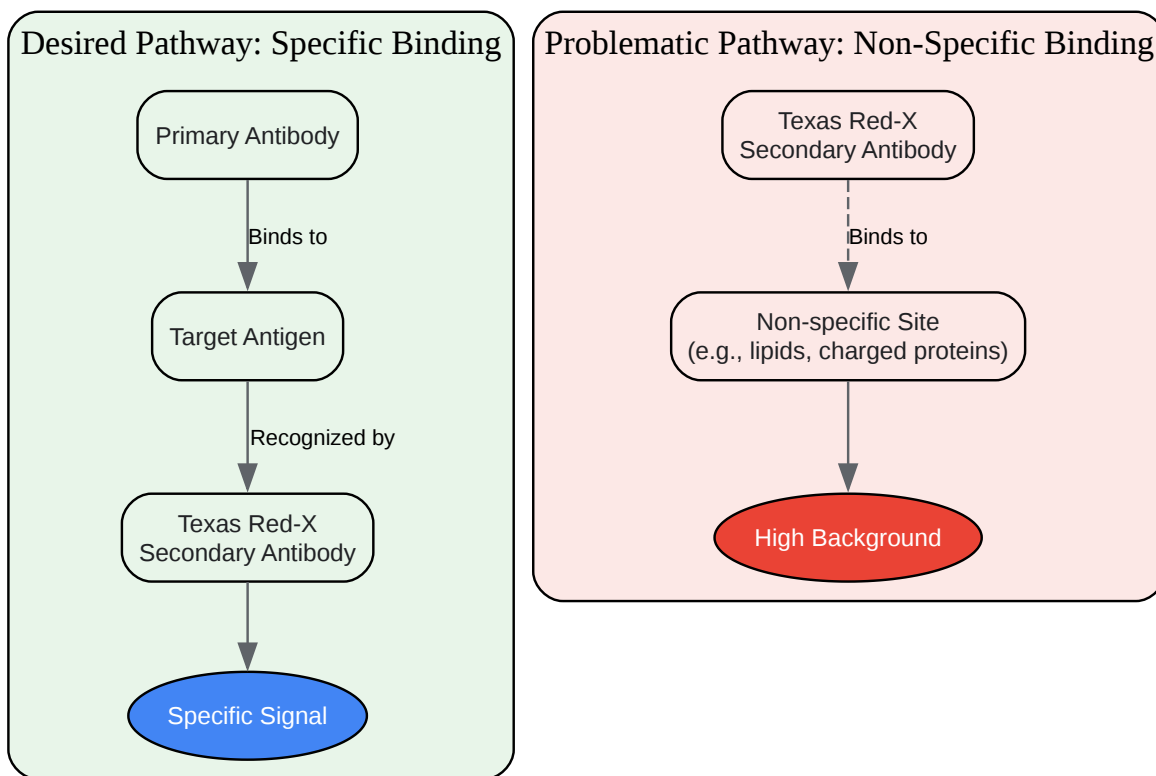 Desired Pathway: Specific Binding
Primary Antibody
Binds to
Target Antigen
Recognized by
Texas Red-X
Secondary Antibody
Specific Signal
Problematic Pathway: Non-Specific Binding
Texas Red-X
Secondary Antibody
Binds to
Non-specific Site
(e.g., lipids, charged proteins)
High Background